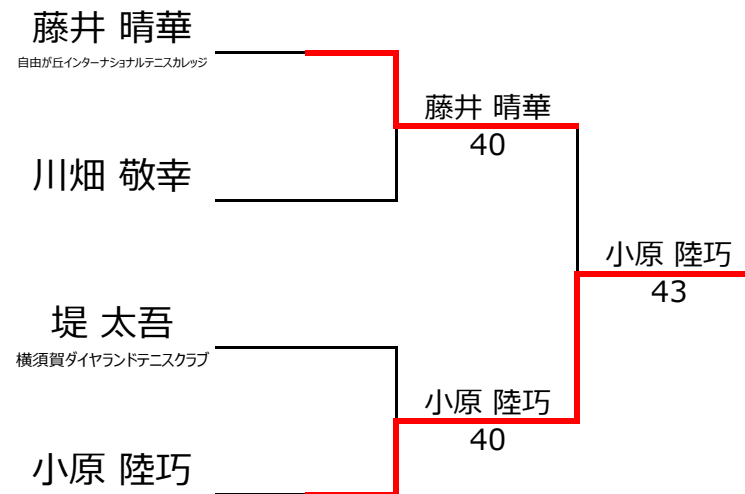 藤井 晴華
自由が丘インターナショナルテニスカレッジ
川畑 敬幸
堤 太吾
横須賀ダイヤランドテニスクラブ
小原 陸巧
藤井 晴華
40
小原 陸巧
40
小原 陸巧
43